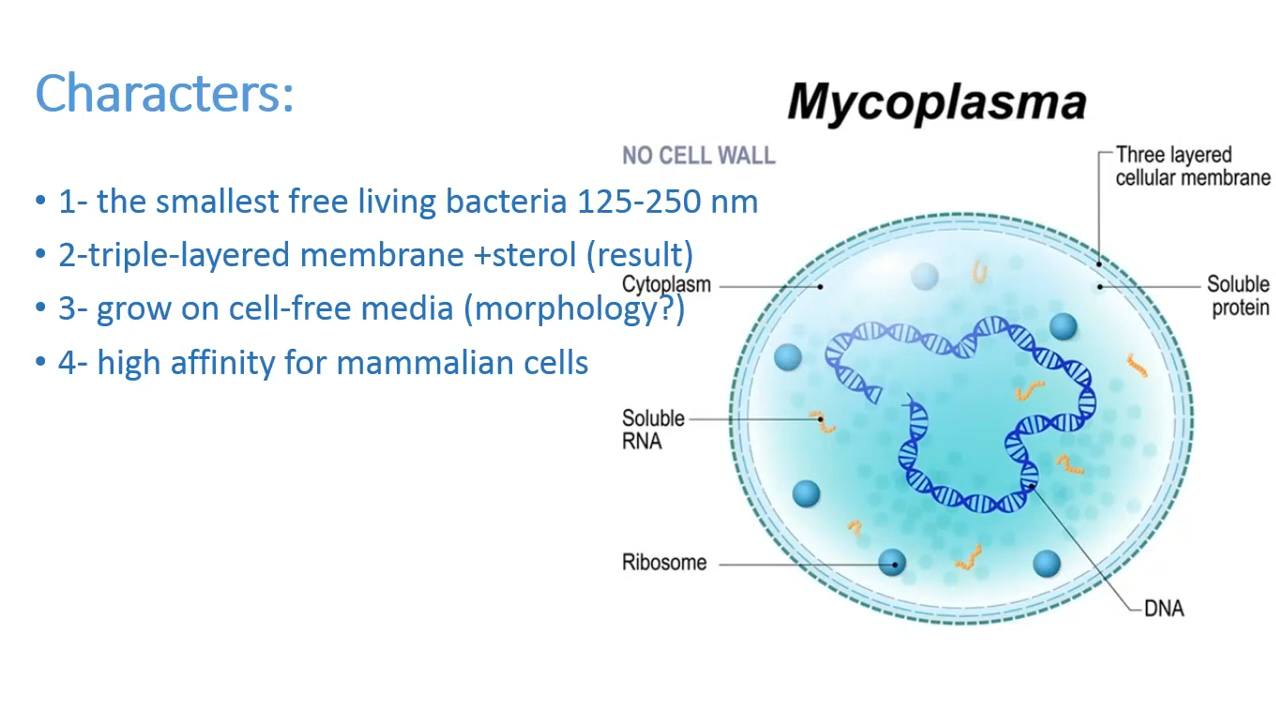 Characters:
• 1- the smallest free living bacteria 125-250 nm
• 2-triple-layered membrane +sterol (result)
• 3- grow on cell-free media (morphology?)
• 4- high affinity for mammalian cells
Mycoplasma
NO CELL WALL
Three layered
cellular membrane
Cytoplasm
Soluble
protein
Soluble
RNA
Ribosome
DNA